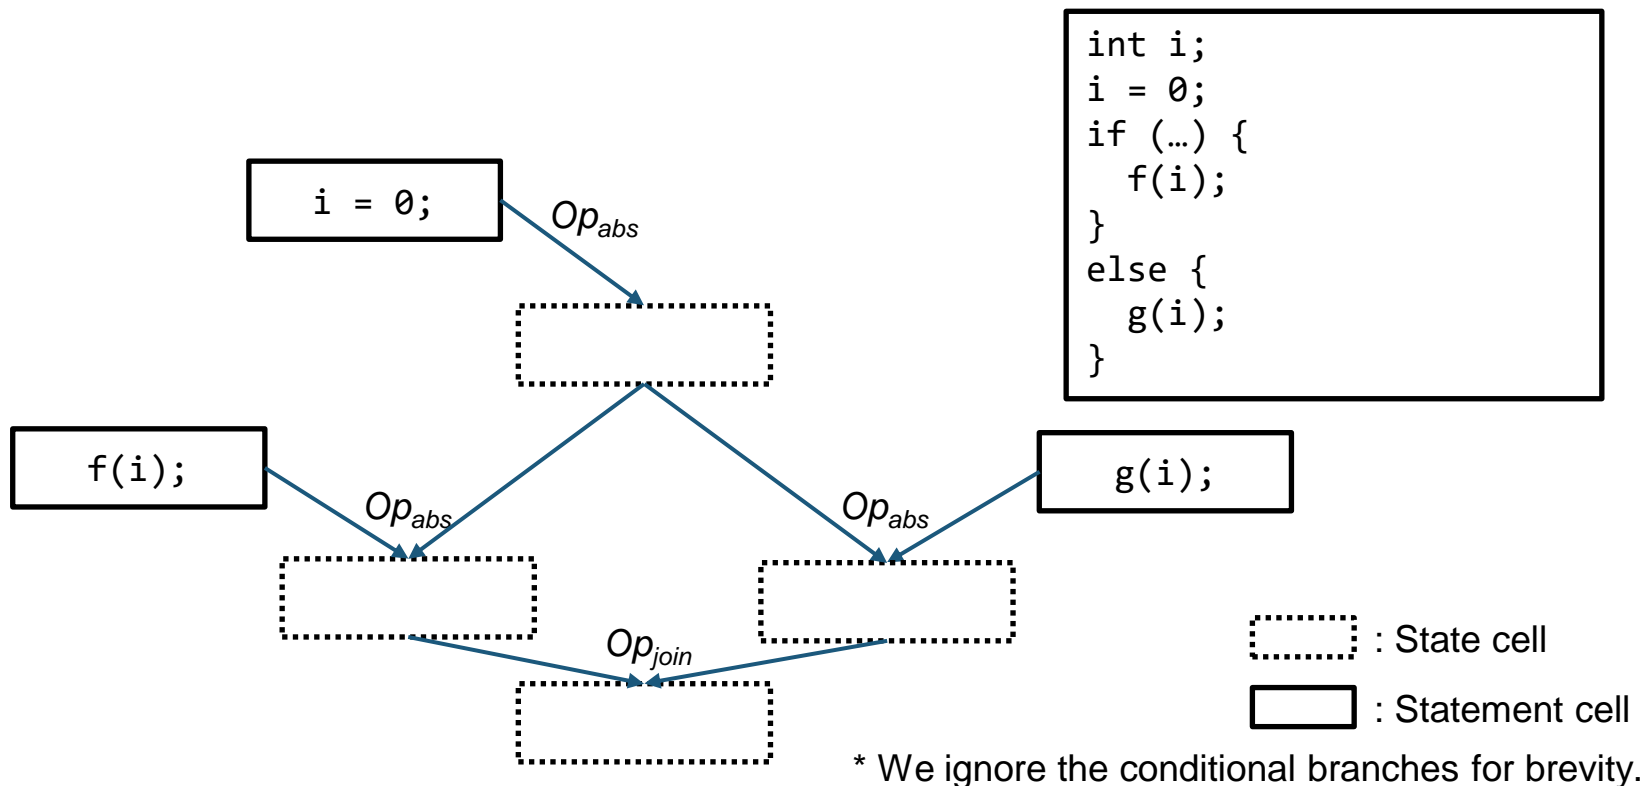 int i;
i = 0;
if (…) {
  f(i);
}
else {
  g(i);
}
i = 0;
Opabs
f(i);
Opabs
Opabs
g(i);
Opjoin
: State cell
: Statement cell
* We ignore the conditional branches for brevity.